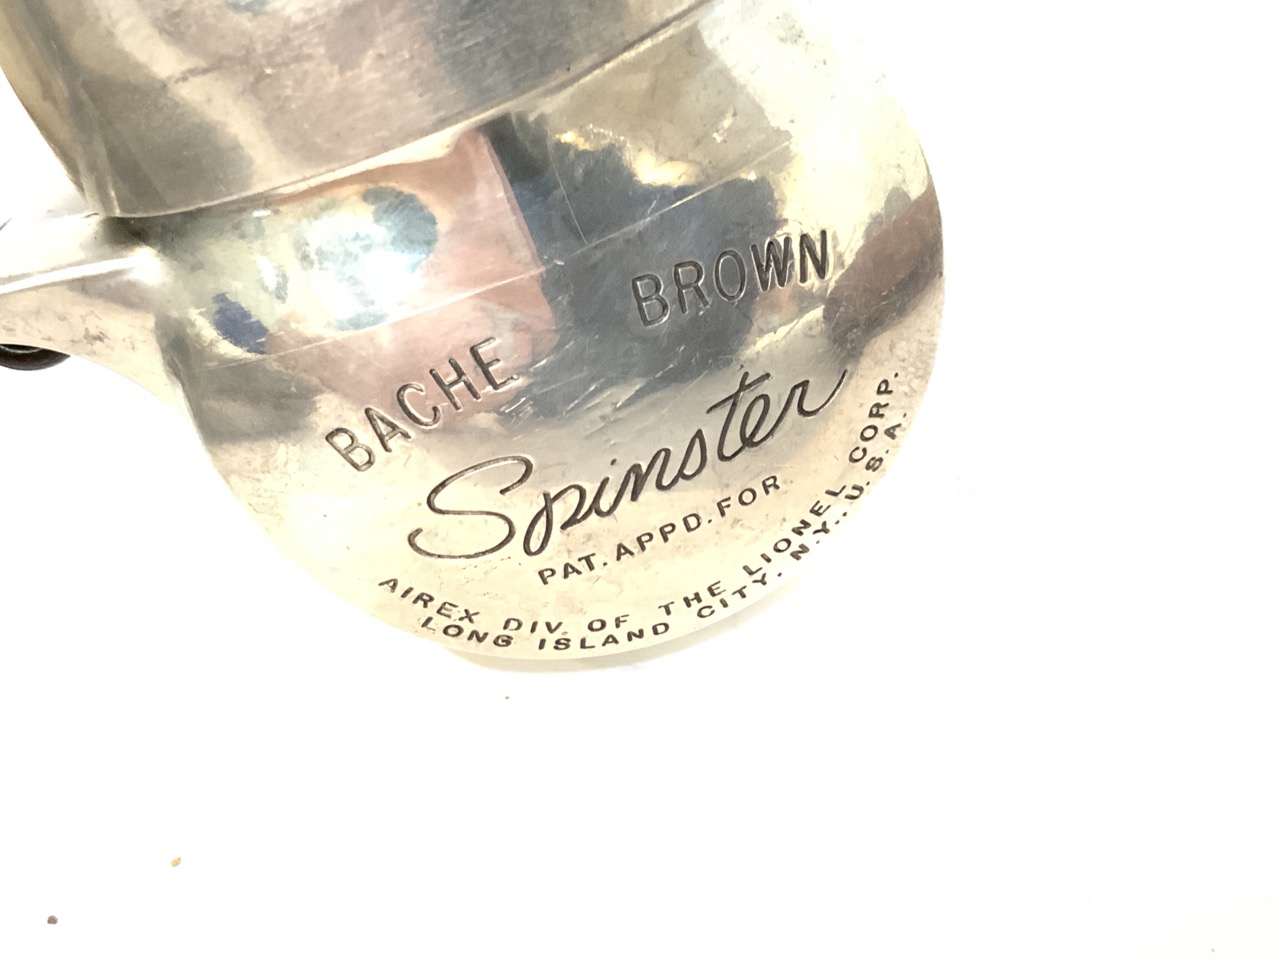 BACHE BROWN
Spinster
PAT. APPD. FOR
AIREX DIV. OF THE LIONEL CORP.
LONG ISLAND CITY. N.Y. U.S.A.